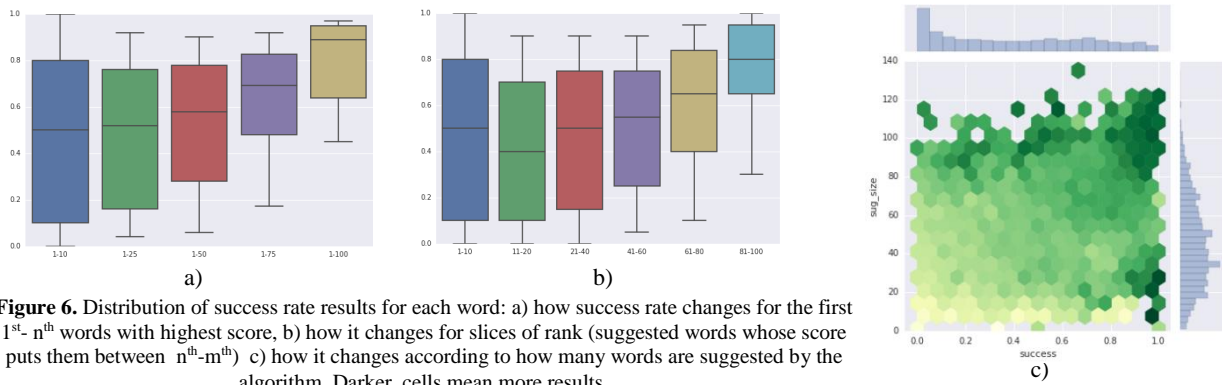 1.0
0.8
0.6
0.4
0.2
0.0
1-10 1-25 1-50 1-75 1-100
a)
1.0
0.8
0.6
0.4
0.2
0.0
1-10 11-20 21-40 41-60 61-80 81-100
b)
140
120
100
80
60
40
20
0
sug_size
0.0 0.2 0.4 0.6 0.8 1.0
success
c)
Figure 6. Distribution of success rate results for each word: a) how success rate changes for the first
1st- nth words with highest score, b) how it changes for slices of rank (suggested words whose score
puts them between nth-mth) c) how it changes according to how many words are suggested by the
algorithm. Darker cells mean more results